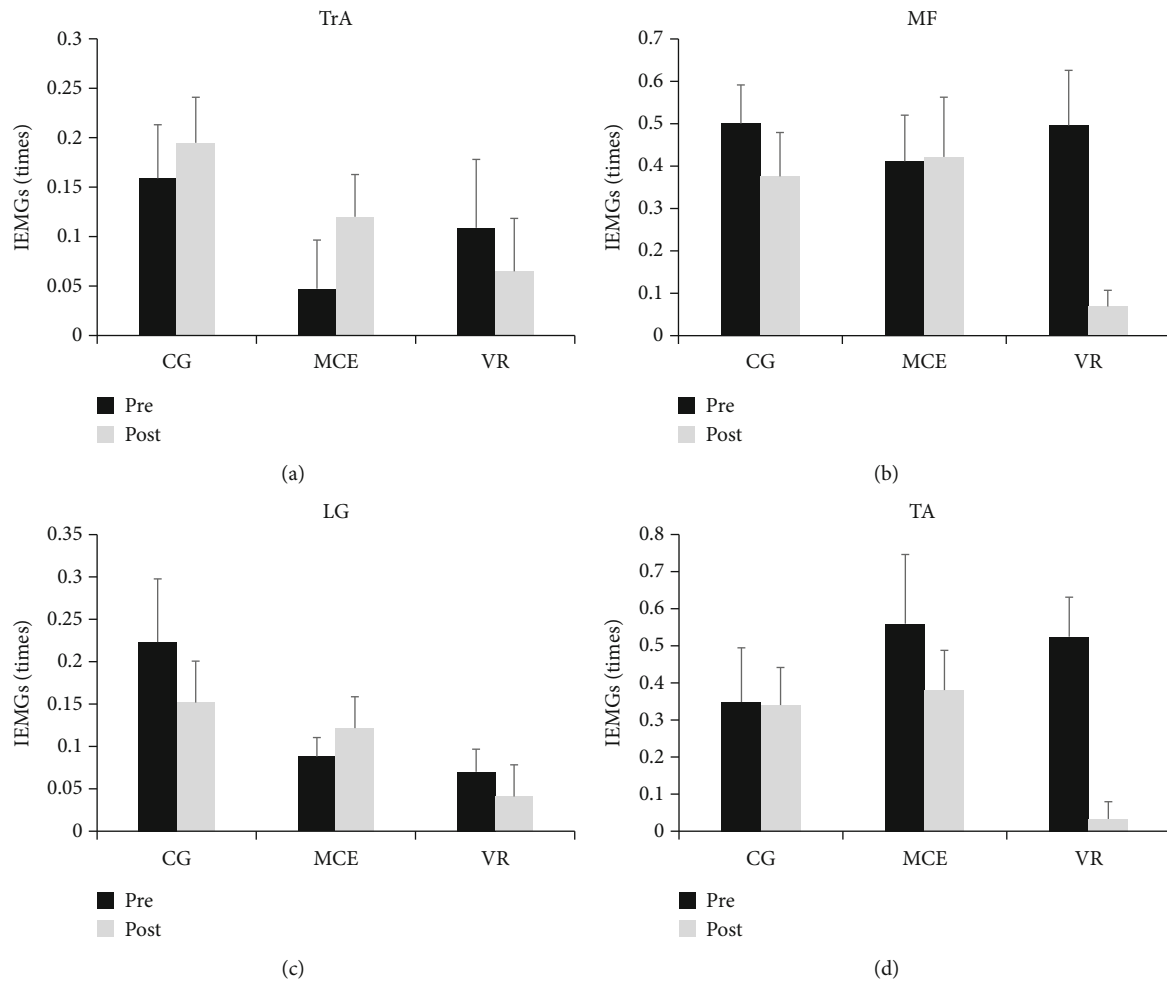 TrA
0.3
0.25
0.2
0.15
0.1
0.05
0
IEMGs (times)
CG MCE VR
Pre
Post
(a)
MF
0.7
0.6
0.5
0.4
0.3
0.2
0.1
0
IEMGs (times)
CG MCE VR
Pre
Post
(b)
LG
0.35
0.3
0.25
0.2
0.15
0.1
0.05
0
IEMGs (times)
CG MCE VR
Pre
Post
(c)
TA
0.8
0.7
0.6
0.5
0.4
0.3
0.2
0.1
0
IEMGs (times)
CG MCE VR
Pre
Post
(d)